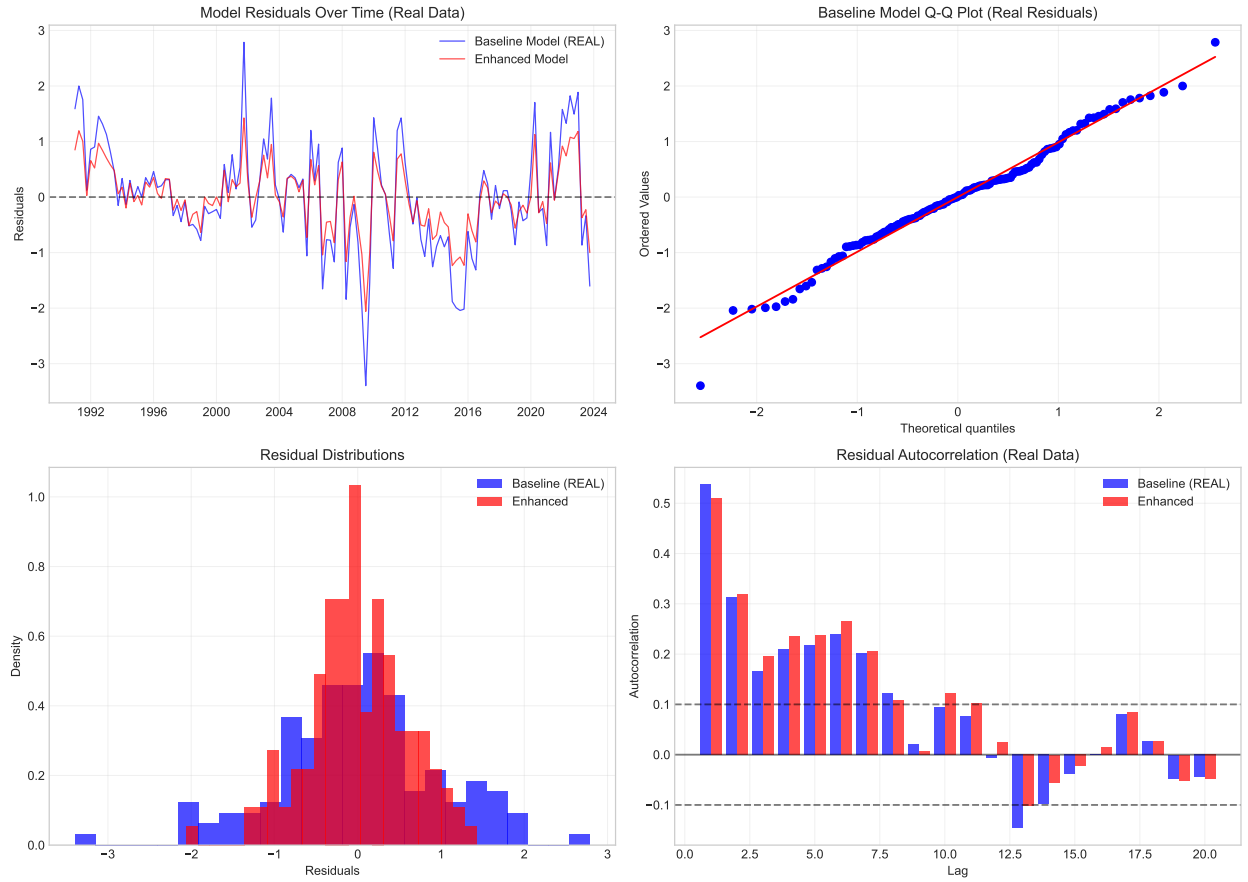 Model Residuals Over Time (Real Data)
Baseline Model (REAL)
Enhanced Model
Residuals
3
2
1
0
−1
−2
−3
1992 1996 2000 2004 2008 2012 2016 2020 2024
Baseline Model Q-Q Plot (Real Residuals)
Ordered Values
3
2
1
0
−1
−2
−3
−2 −1 0 1 2
Theoretical quantiles
Residual Distributions
Baseline (REAL)
Enhanced
Density
1.0
0.8
0.6
0.4
0.2
0.0
−3 −2 −1 0 1 2 3
Residuals
Residual Autocorrelation (Real Data)
Baseline (REAL)
Enhanced
Autocorrelation
0.5
0.4
0.3
0.2
0.1
0.0
−0.1
0.0 2.5 5.0 7.5 10.0 12.5 15.0 17.5 20.0
Lag